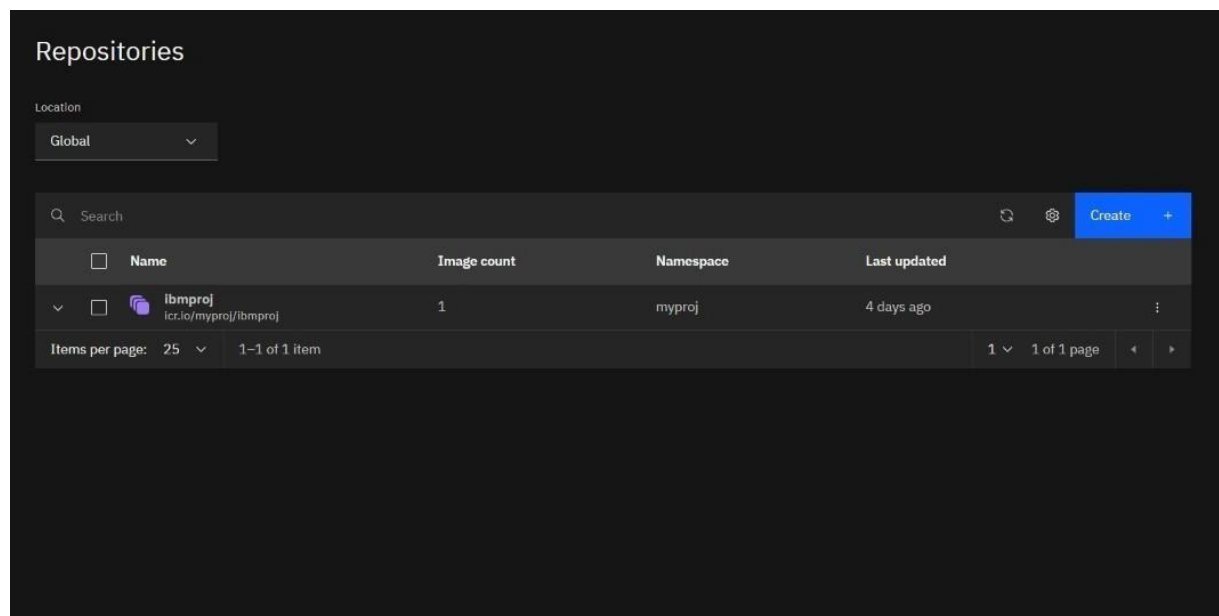 Repositories
Location
Global
Search
Create +
Name Image count Namespace Last updated
ibmproj 1 myproj 4 days ago
icr.io/myproj/ibmproj
Items per page: 25 1–1 of 1 item 1 1 of 1 page